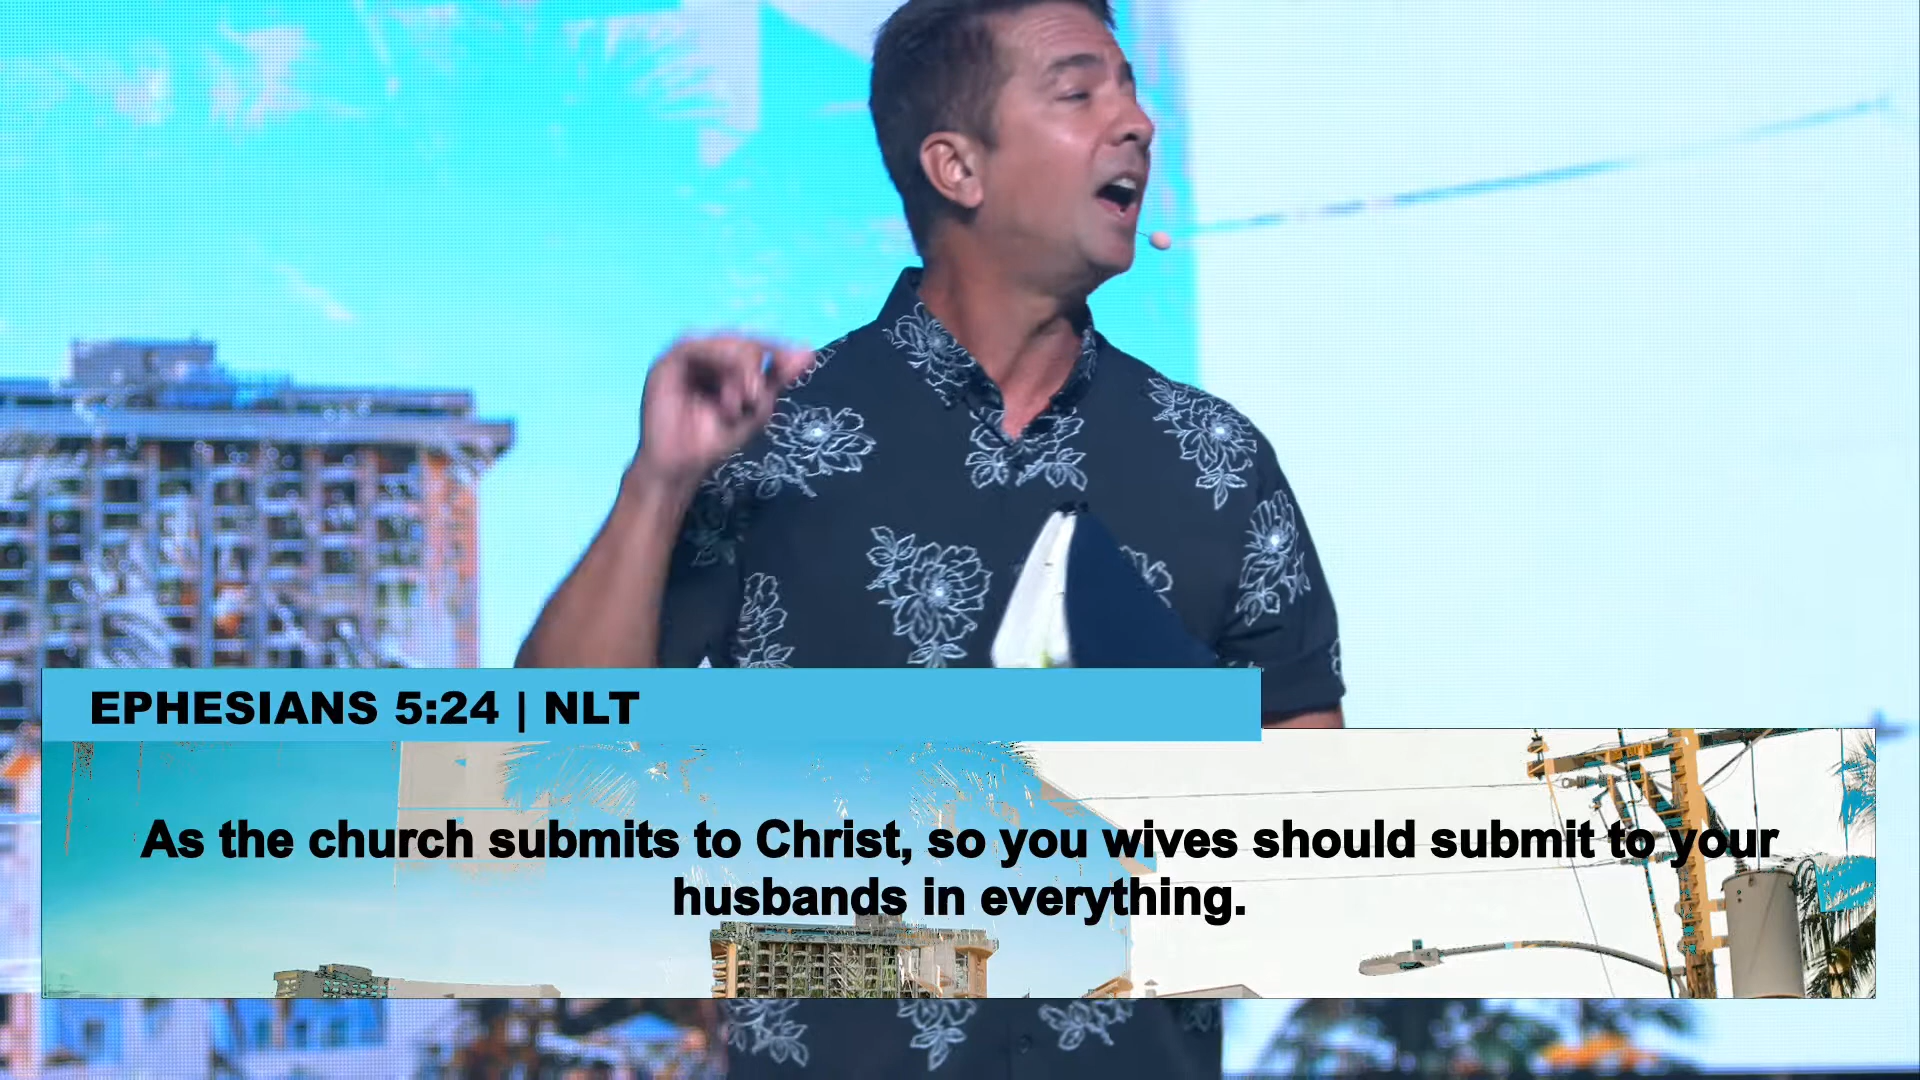 EPHESIANS 5:24 | NLT
As the church submits to Christ, so you wives should submit to your
husbands in everything.